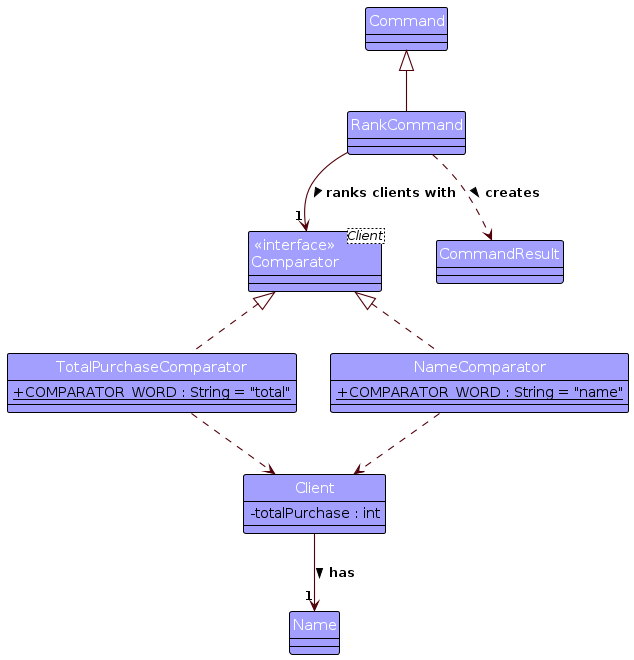 Command
RankCommand
ranks clients with
creates
1
Client
«interface»
Comparator
CommandResult
TotalPurchaseComparator
+COMPARATOR_WORD : String = "total"
NameComparator
+COMPARATOR_WORD : String = "name"
Client
-totalPurchase : int
has
1
Name